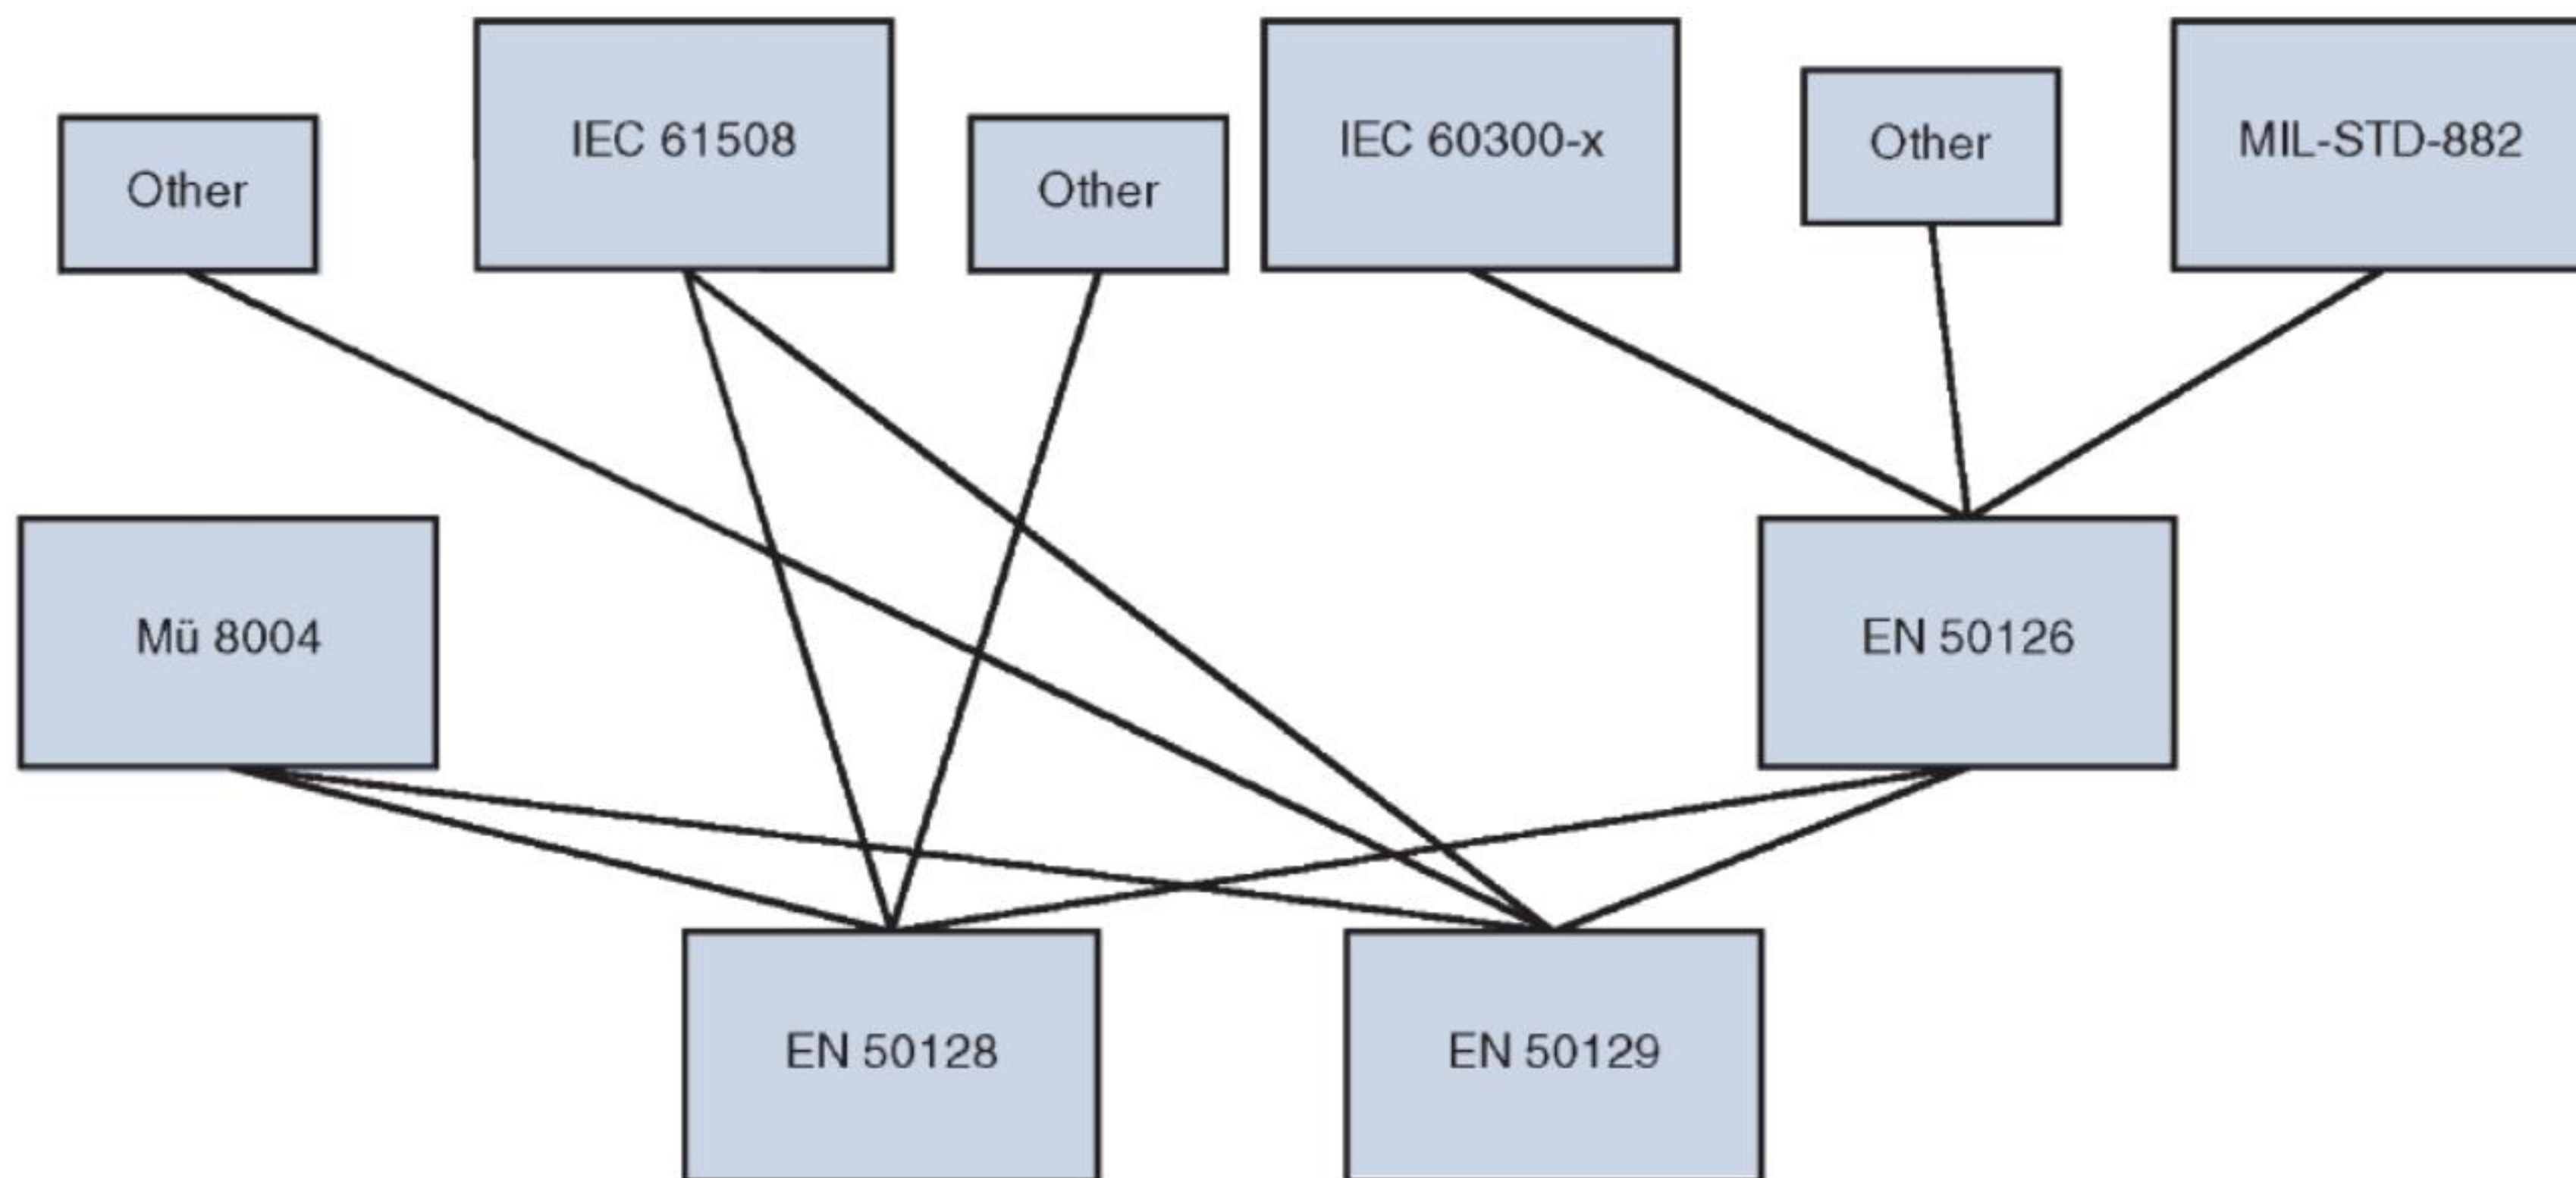 Other
IEC 61508
Other
IEC 60300-x
Other
MIL-STD-882
Mü 8004
EN 50126
EN 50128
EN 50129